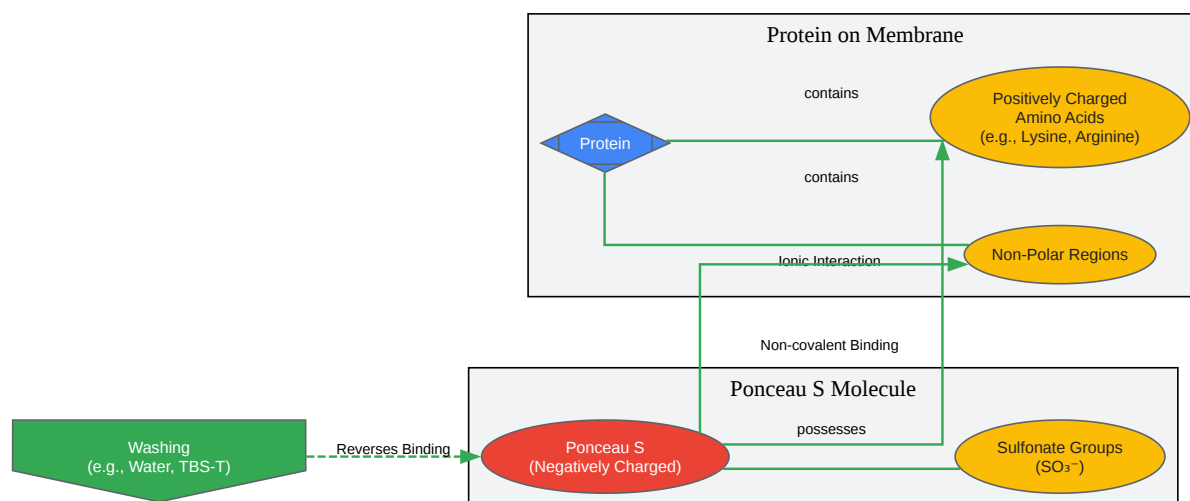 Protein on Membrane
contains
Positively Charged
Amino Acids
(e.g., Lysine, Arginine)
Protein
contains
Non-Polar Regions
Ionic Interaction
Non-covalent Binding
Ponceau S Molecule
possesses
Washing
(e.g., Water, TBS-T)
Reverses Binding
Ponceau S
(Negatively Charged)
Sulfonate Groups
(SO₃⁻)